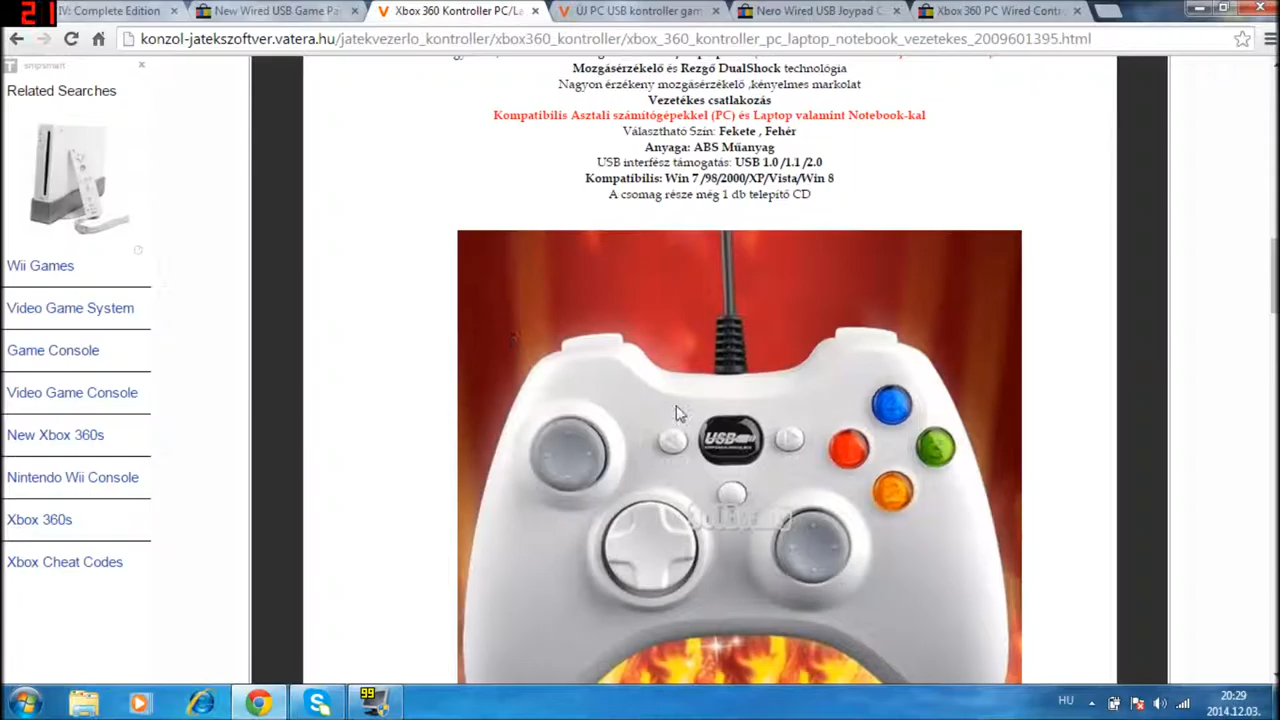 21
IV: Complete Edition
New Wired USB Game Pa
Xbox 360 Kontroller PC/La
ÚJ PC USB kontroller gam
Nero Wired USB Joypad C
Xbox 360 PC Wired Contr
konzol-jatekszoftver.vatera.hu/jatekvezerlo_kontroller/xbox360_kontroller/xbox_360_kontroller_pc_laptop_notebook_vezetekes_2009601395.html
smpsmart
Related Searches
Wii Games
Video Game System
Game Console
Video Game Console
New Xbox 360s
Nintendo Wii Console
Xbox 360s
Xbox Cheat Codes
Mozgásérzékelő és Rezgő DualShock technológia
Nagyon érzékeny mozgásérzékelő ,kényelmes markolat
Vezetékes csatlakozás
Kompatibilis Asztali számítógépekkel (PC) és Laptop valamint Notebook-kal
Választható Szín: Fekete , Fehér
Anyaga: ABS Műanyag
USB interfész támogatás: USB 1.0 /1.1 /2.0
Kompatibilis: Win 7 /98/2000/XP/Vista/Win 8
A csomag része még 1 db telepítő CD
USB
99
HU
20:29
2014.12.03.